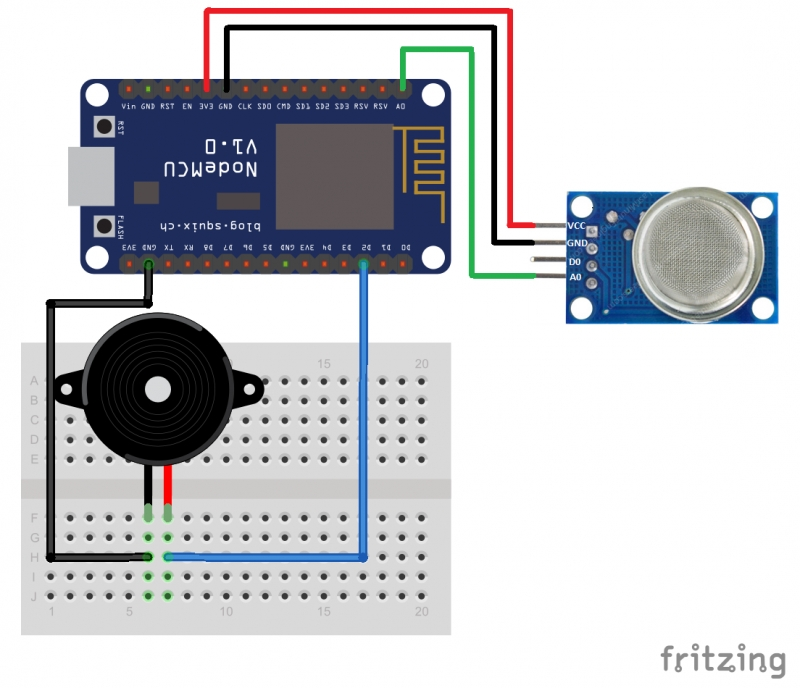 Vin GND RST EN 3V3 GND CLK SD0 CMD SD1 SD2 SD3 RSV RSV A0
RST
V1.0
NodeMCU
FLASH
blog.squix.ch
3V3 GND TX RX D8 D7 D6 D5 GND 3V3 D4 D3 D2 D1 D0
VCC
GND
D0
A0
15 20
A
B
C
D
E
F
G
H
I
J
1 5 10 15 20
fritzing